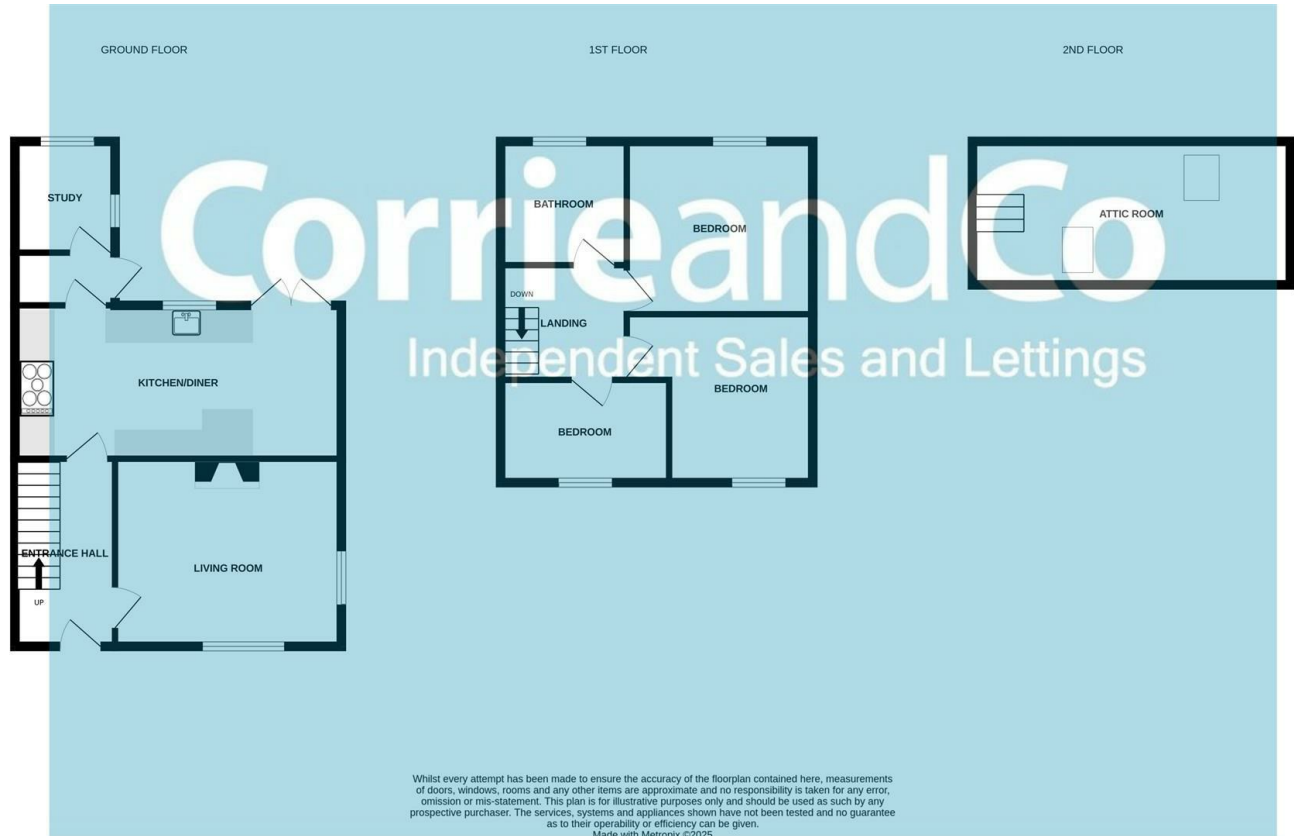 GROUND FLOOR
1ST FLOOR
2ND FLOOR
STUDY
CorrieandCo
Independent Sales and Lettings
BATHROOM
BEDROOM
ATTIC ROOM
DOWN
LANDING
KITCHEN/DINER
BEDROOM
BEDROOM
ENTRANCE HALL
LIVING ROOM
UP
Whilst every attempt has been made to ensure the accuracy of the floorplan contained here, measurements
of doors, windows, rooms and any other items are approximate and no responsibility is taken for any error,
omission or mis-statement. This plan is for illustrative purposes only and should be used as such by any
prospective purchaser. The services, systems and appliances shown have not been tested and no guarantee
as to their operability or efficiency can be given.
Made with Metropix ©2025